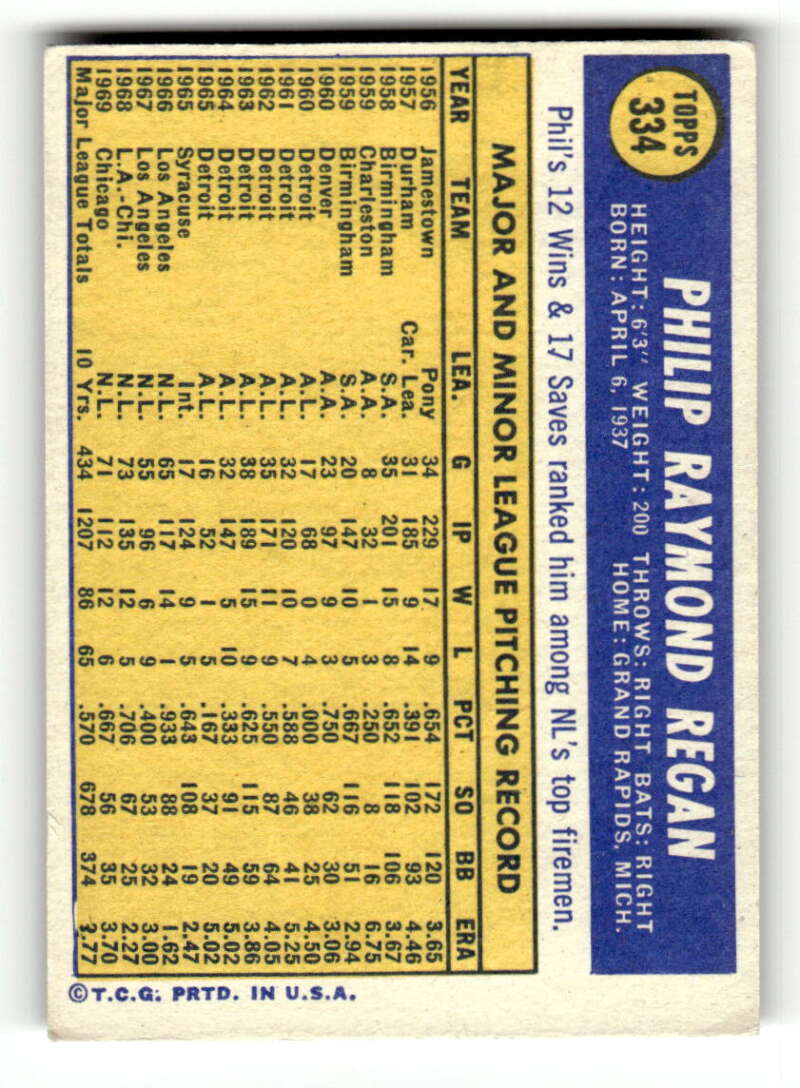 TOPPS
334
PHILIP RAYMOND REGAN
HEIGHT: 6'3" WEIGHT: 200 THROWS: RIGHT BATS: RIGHT
BORN: APRIL 6, 1937 HOME: GRAND RAPIDS, MICH.
Phil's 12 Wins & 17 Saves ranked him among NL's top firemen.
MAJOR AND MINOR LEAGUE PITCHING RECORD
YEAR TEAM LEA. G IP W L PCT SO BB ERA
1956 Jamestown Pony 34 229 17 9 .654 172 120 3.65
1957 Durham Car. Lea. 31 185 9 14 .391 102 93 4.46
1958 Birmingham S.A. 35 201 15 8 .652 118 106 3.67
1959 Charleston A.A. 8 32 1 3 .250 8 16 6.75
1959 Birmingham S.A. 20 147 10 5 .667 116 51 2.94
1960 Denver A.A. 23 97 9 3 .750 62 30 3.06
1960 Detroit A.L. 17 68 0 4 .000 38 25 4.50
1961 Detroit A.L. 32 120 10 7 .588 46 41 5.25
1962 Detroit A.L. 35 171 11 9 .550 87 64 4.05
1963 Detroit A.L. 38 189 15 9 .625 115 59 3.86
1964 Detroit A.L. 32 147 5 10 .333 91 49 5.02
1965 Detroit A.L. 16 52 1 5 .167 37 20 5.02
1965 Syracuse Int. 17 124 9 5 .643 108 19 2.47
1966 Los Angeles N.L. 65 117 14 1 .933 88 24 1.62
1967 Los Angeles N.L. 55 96 6 9 .400 53 32 3.00
1968 L.A.-Chi. N.L. 73 135 12 5 .706 67 25 2.27
1969 Chicago N.L. 71 112 12 6 .667 56 35 3.70
Major League Totals 10 Yrs. 434 1207 86 65 .570 678 374 3.77
©T.C.G. PRTD. IN U.S.A.